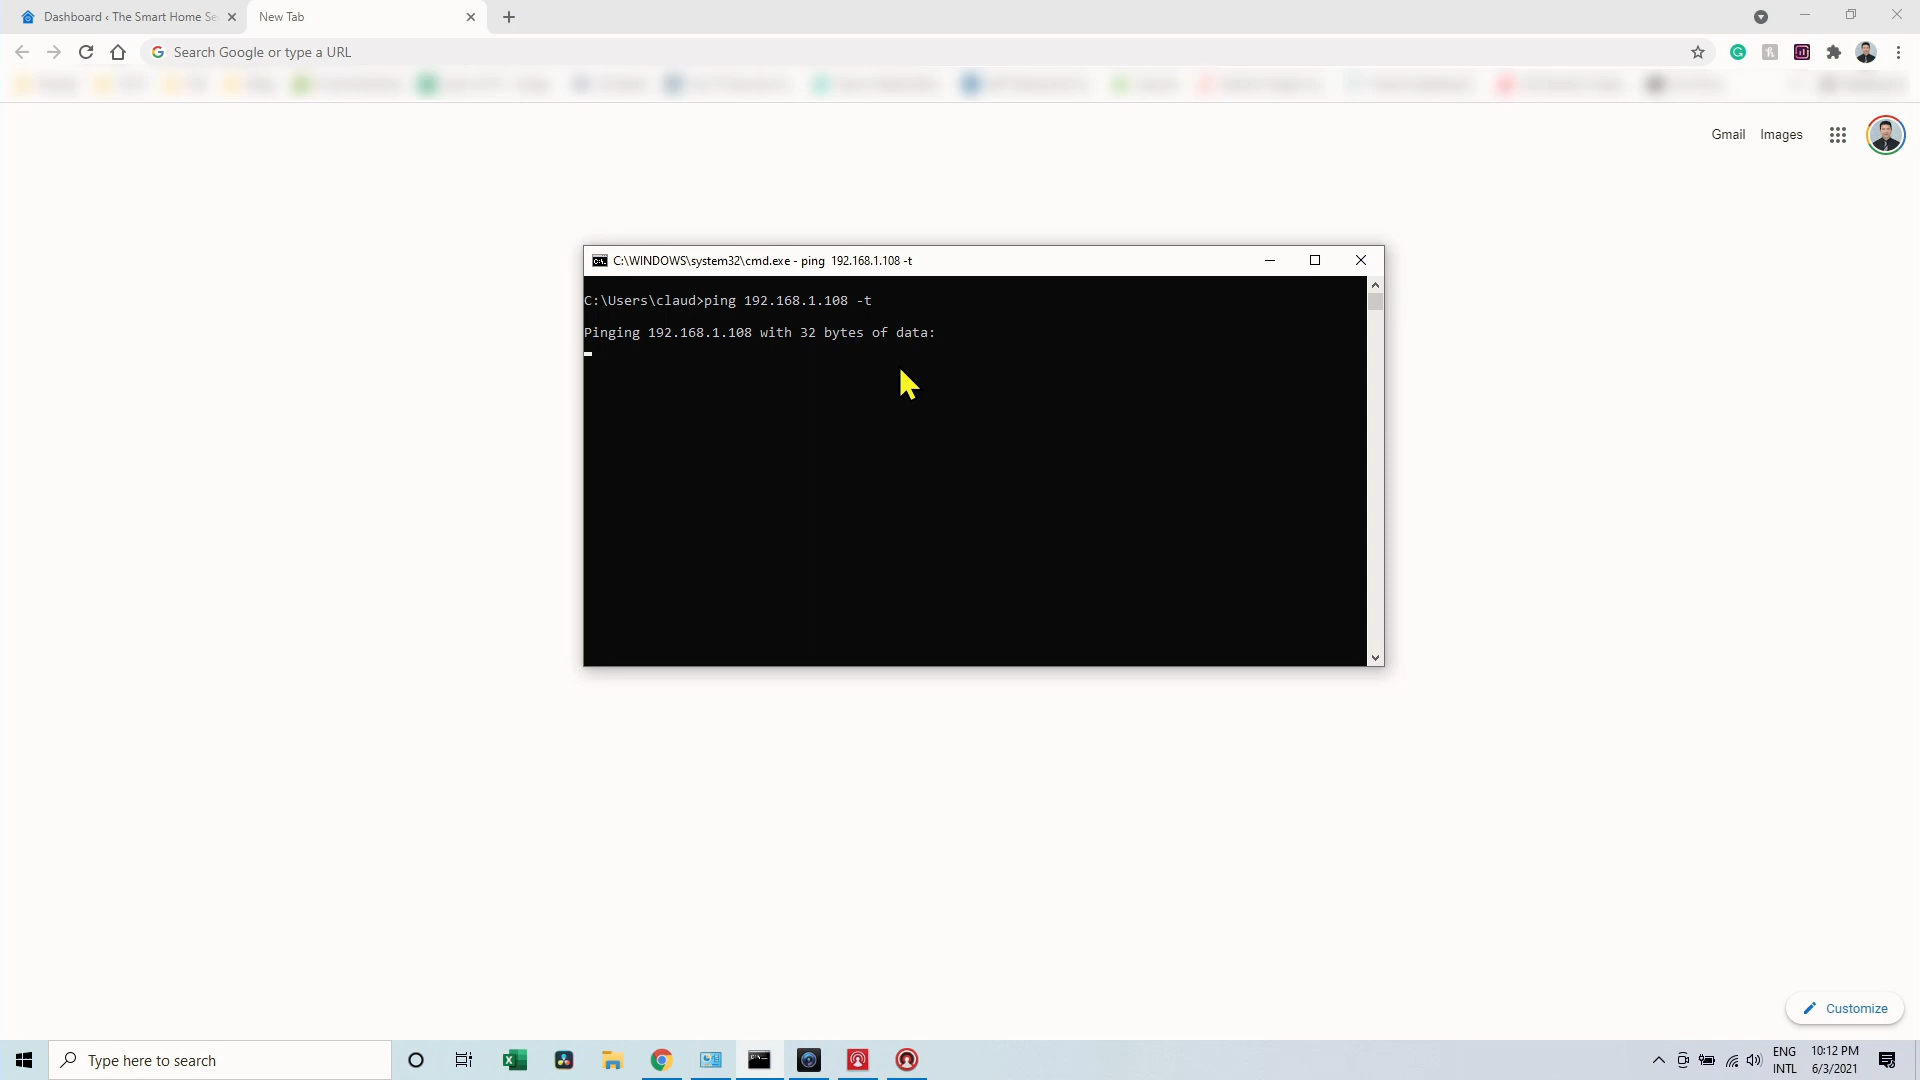 Dashboard ‹ The Smart Home Se
New Tab
Search Google or type a URL
Gmail
Images
C:\WINDOWS\system32\cmd.exe - ping  192.168.1.108 -t
C:\Users\claud>ping 192.168.1.108 -t
Pinging 192.168.1.108 with 32 bytes of data:
Customize
Type here to search
ENG
INTL
10:12 PM
6/3/2021